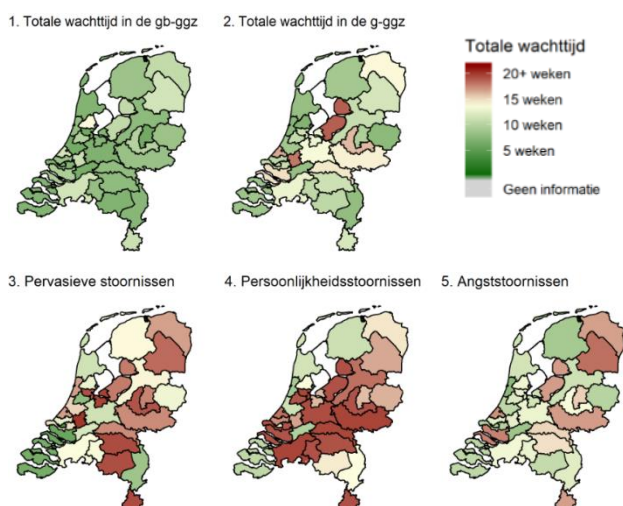 1. Totale wachttijd in de gb-ggz
2. Totale wachttijd in de g-ggz
Totale wachttijd
20+ weken
15 weken
10 weken
5 weken
Geen informatie
3. Pervasieve stoornissen
4. Persoonlijkheidsstoornissen
5. Angststoornissen